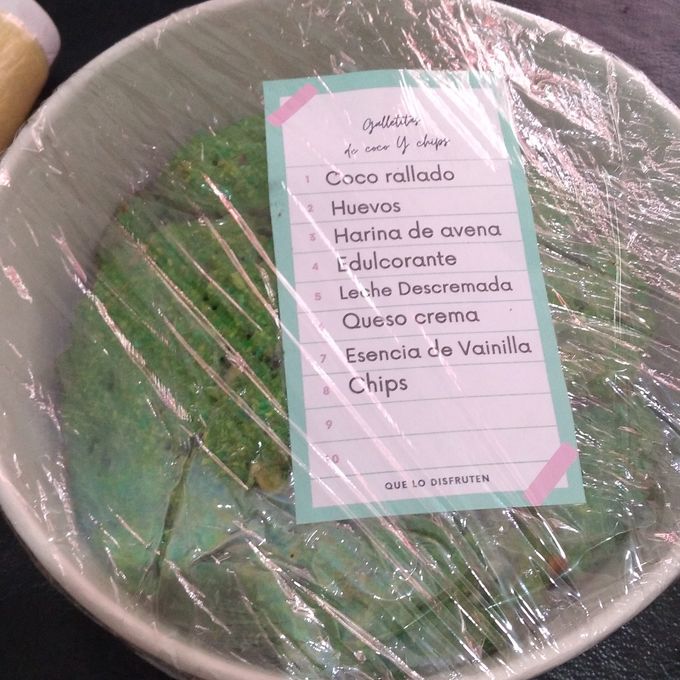 Galletitas
de coco Y chips
1 Coco rallado
2 Huevos
3 Harina de avena
4 Edulcorante
5 Leche Descremada
6 Queso crema
7 Esencia de Vainilla
8 Chips
9
10
QUE LO DISFRUTEN